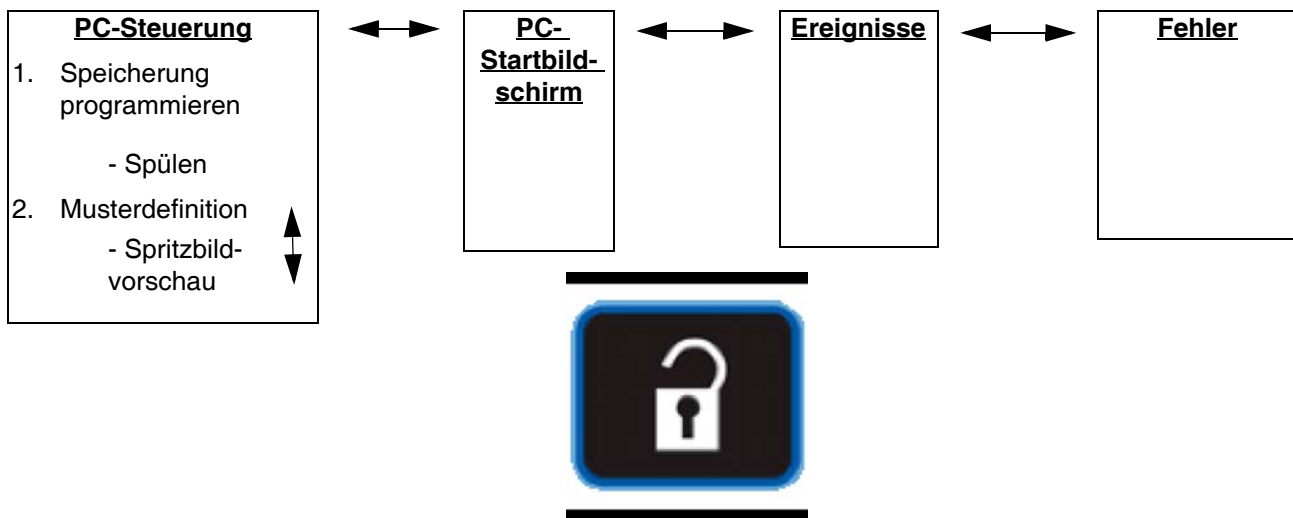 PC-Steuerung
1. Speicherung
programmieren
- Spülen
2. Musterdefinition
- Spritzbild-
vorschau
PC-
Startbild-
schirm
Ereignisse
Fehler